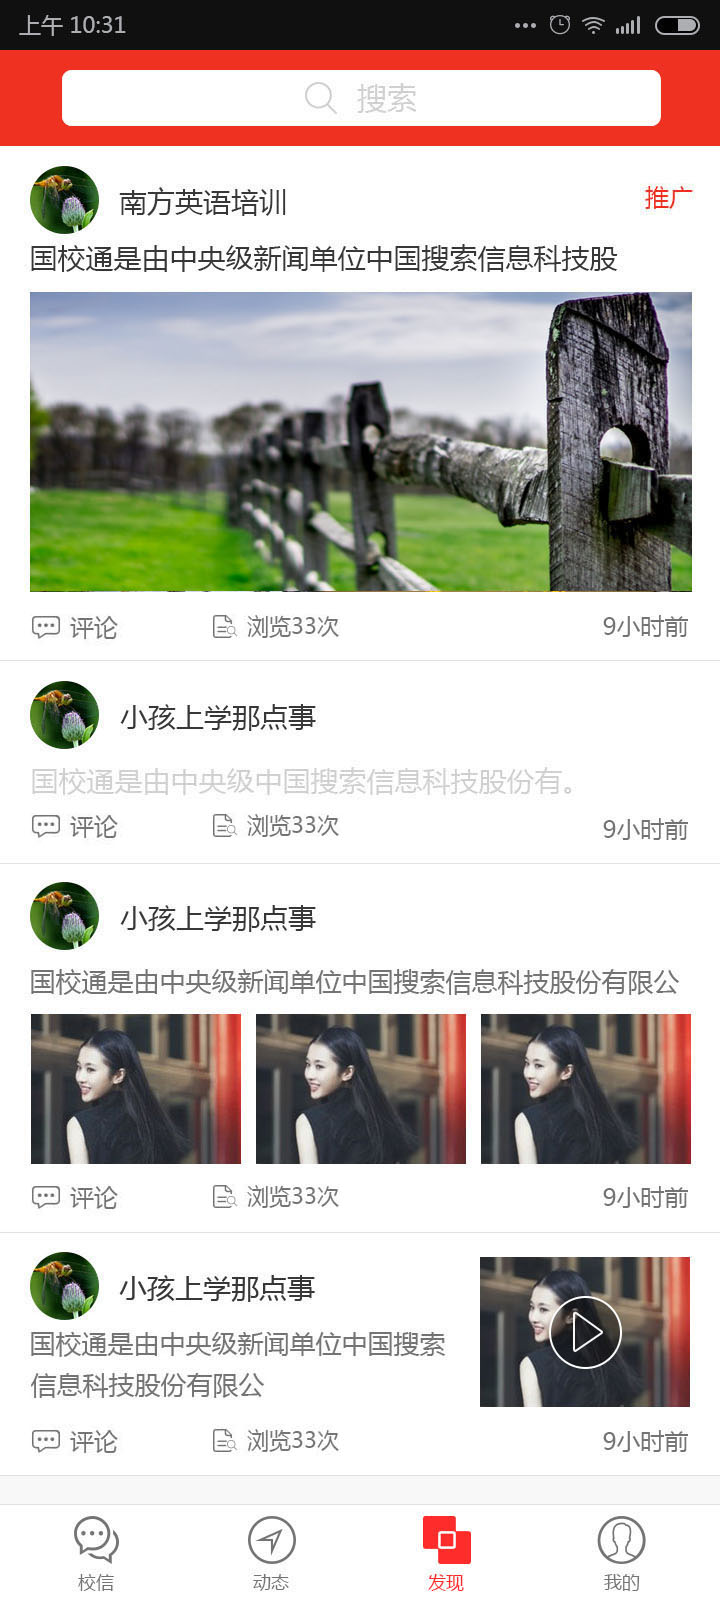 上午 10:31
搜索
南方英语培训
推广
国校通是由中央级新闻单位中国搜索信息科技股
评论 浏览33次 9小时前
小孩上学那点事
国校通是由中央级中国搜索信息科技股份有。
评论 浏览33次 9小时前
小孩上学那点事
国校通是由中央级新闻单位中国搜索信息科技股份有限公
评论 浏览33次 9小时前
小孩上学那点事
国校通是由中央级新闻单位中国搜索
信息科技股份有限公
评论 浏览33次 9小时前
校信 动态 发现 我的